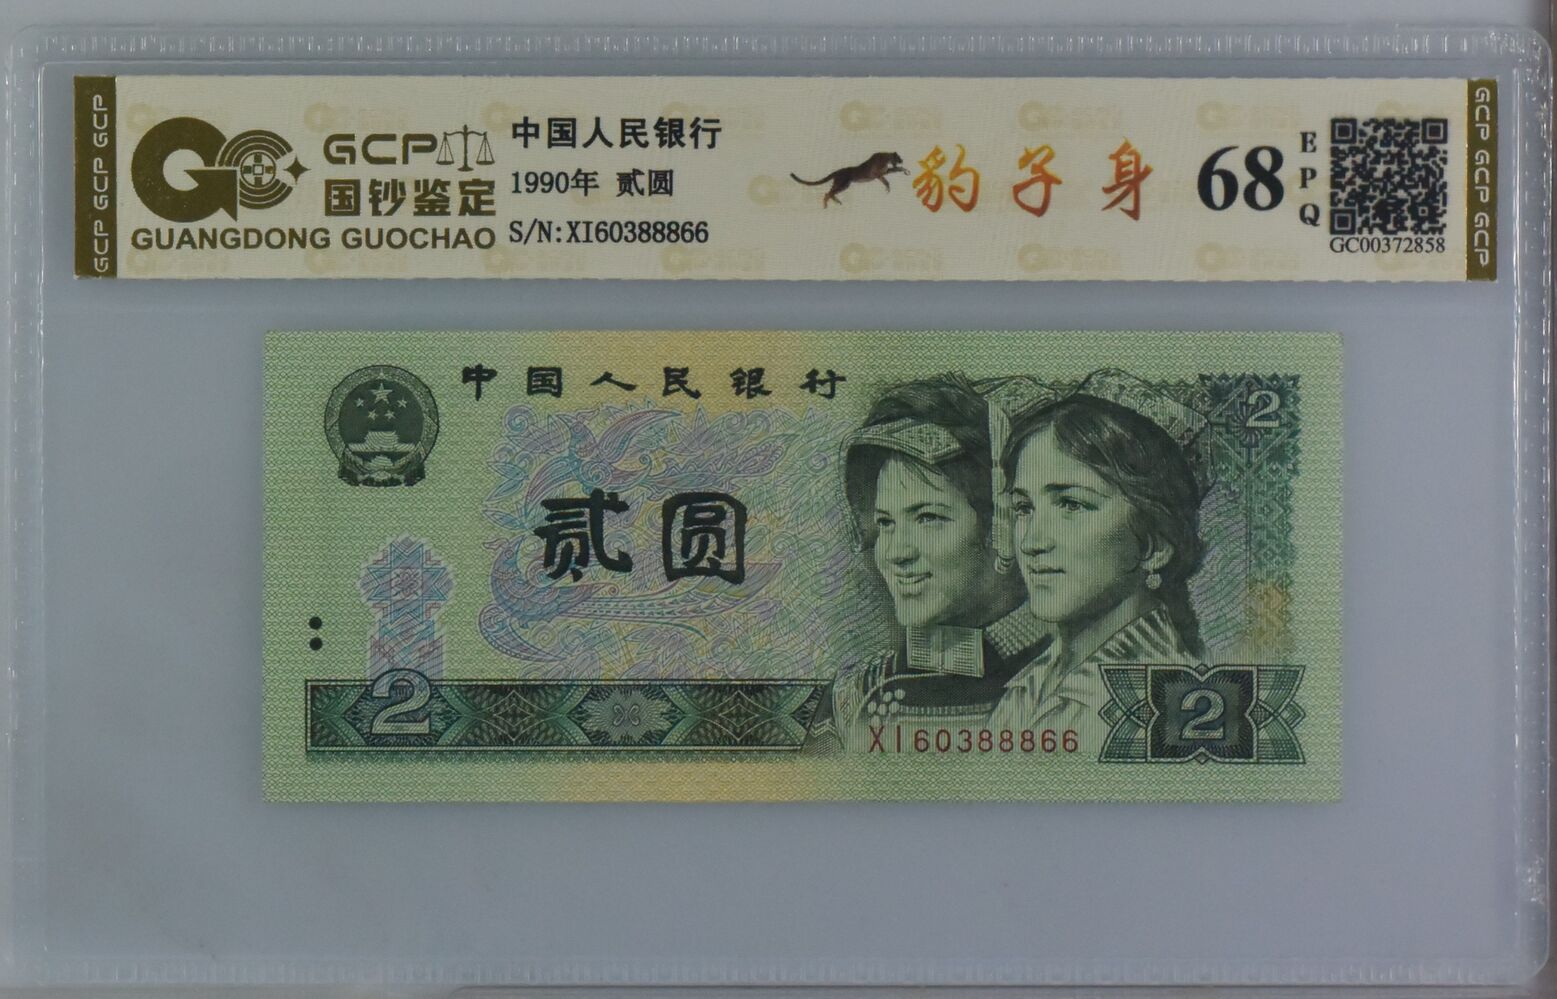 GCP GCP GCP
GCP
国钞鉴定
GUANGDONG GUOCHAO
中国人民银行
1990年 贰圆
S/N:XI60388866
豹子身
68
EPQ
GC00372858
GCP GCP GCP
中国人民银行
2
贰圆
2
XI60388866
2